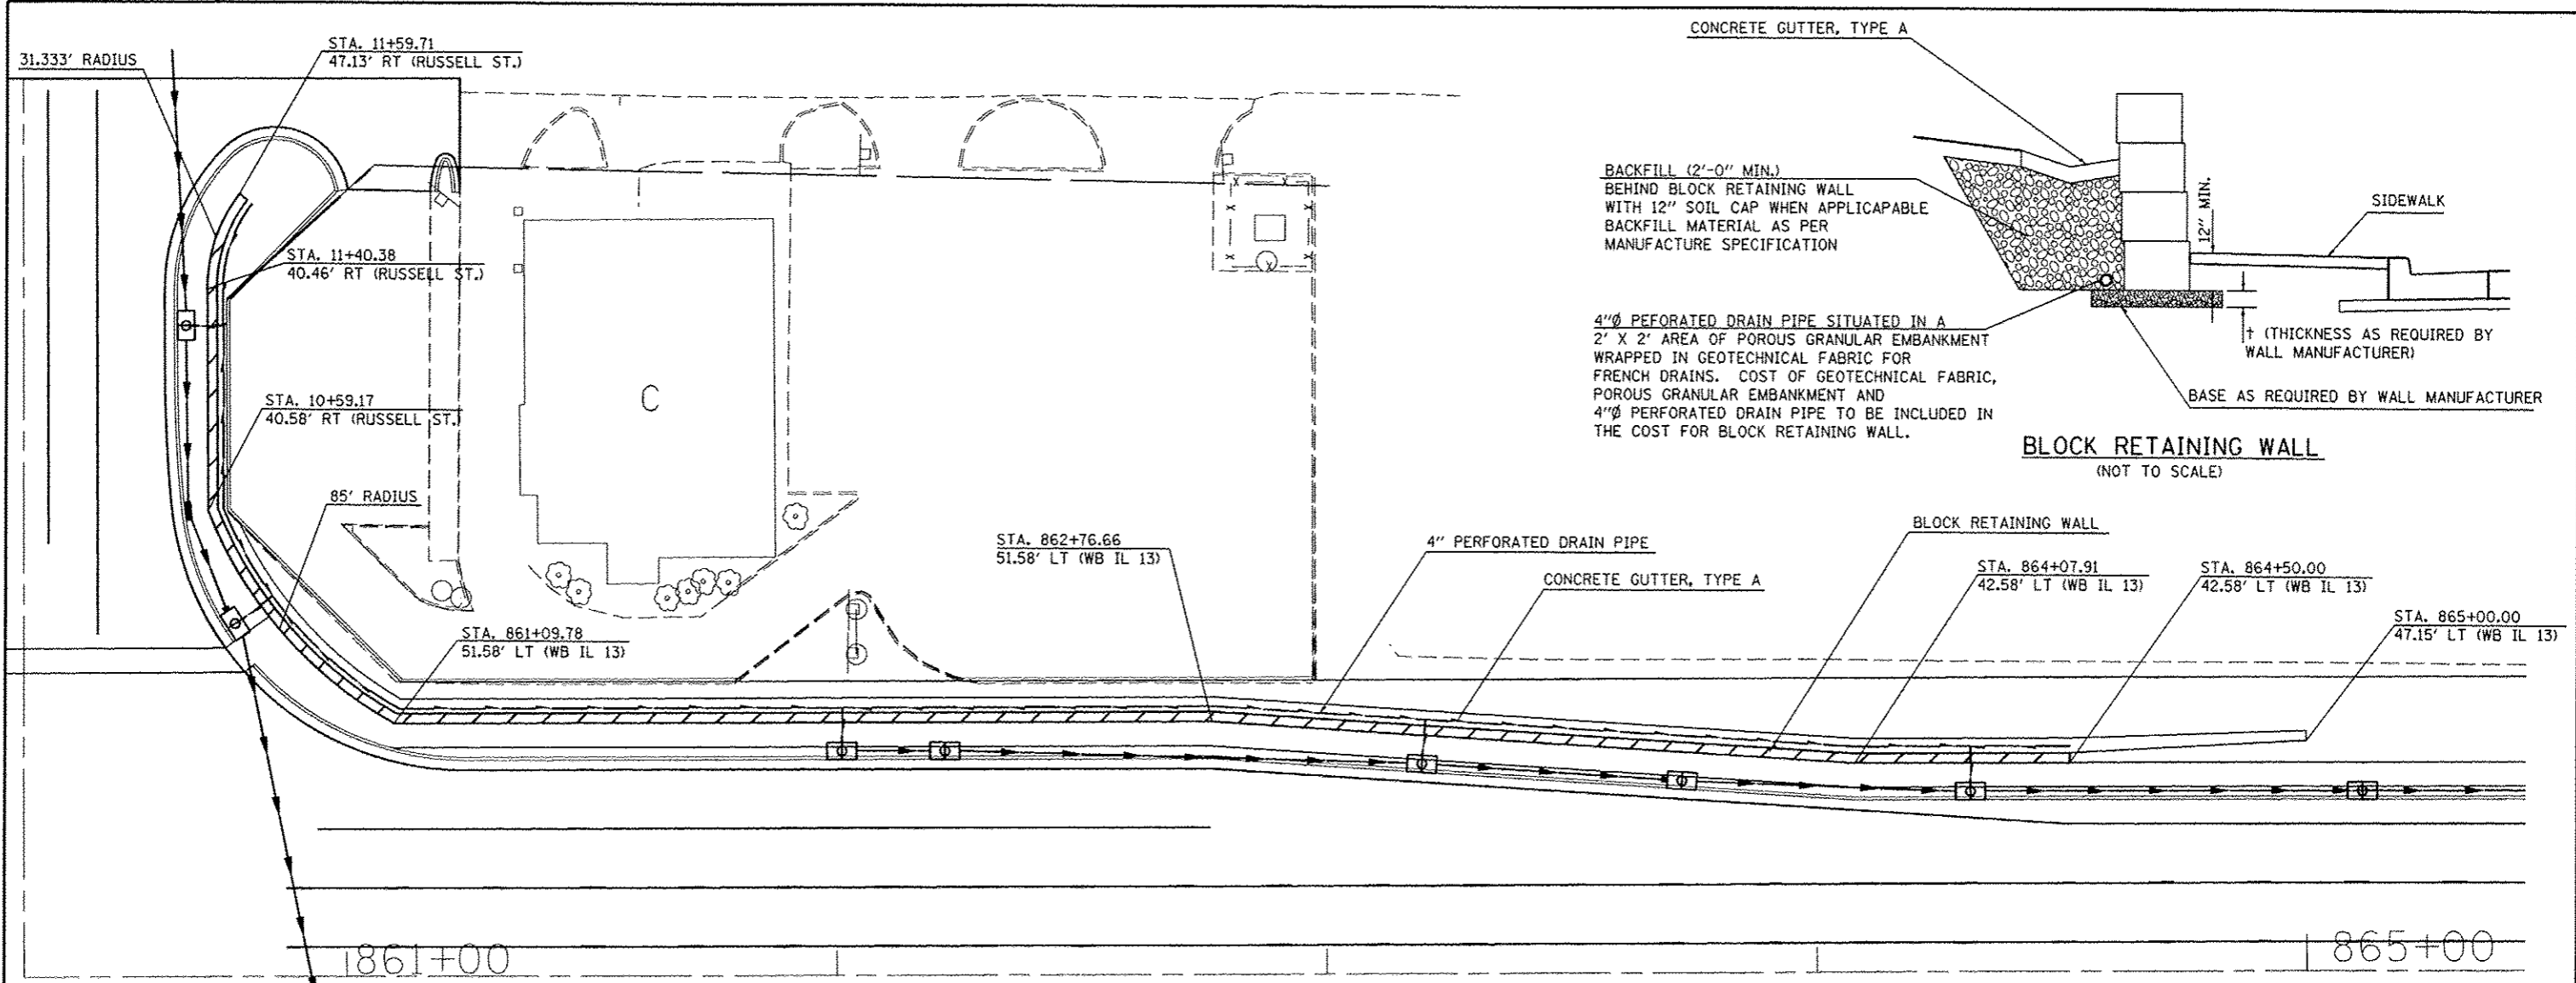 31.333' RADIUS
STA. 11+59.71
47.13' RT (RUSSELL ST.)
STA. 11+40.38
40.46' RT (RUSSELL ST.)
STA. 10+59.17
40.58' RT (RUSSELL ST.)
85' RADIUS
C
STA. 861+09.78
51.58' LT (WB IL 13)
STA. 862+76.66
51.58' LT (WB IL 13)
4" PERFORATED DRAIN PIPE
CONCRETE GUTTER, TYPE A
BLOCK RETAINING WALL
STA. 864+07.91
42.58' LT (WB IL 13)
STA. 864+50.00
42.58' LT (WB IL 13)
STA. 865+00.00
47.15' LT (WB IL 13)
861+00
865+00
CONCRETE GUTTER, TYPE A
BACKFILL (2'-0" MIN.)
BEHIND BLOCK RETAINING WALL
WITH 12" SOIL CAP WHEN APPLICAPABLE
BACKFILL MATERIAL AS PER
MANUFACTURE SPECIFICATION
12" MIN.
SIDEWALK
4"Ø PEFORATED DRAIN PIPE SITUATED IN A
2' X 2' AREA OF POROUS GRANULAR EMBANKMENT
WRAPPED IN GEOTECHNICAL FABRIC FOR
FRENCH DRAINS. COST OF GEOTECHNICAL FABRIC,
POROUS GRANULAR EMBANKMENT AND
4"Ø PERFORATED DRAIN PIPE TO BE INCLUDED IN
THE COST FOR BLOCK RETAINING WALL.
† (THICKNESS AS REQUIRED BY
WALL MANUFACTURER)
BASE AS REQUIRED BY WALL MANUFACTURER
BLOCK RETAINING WALL
(NOT TO SCALE)